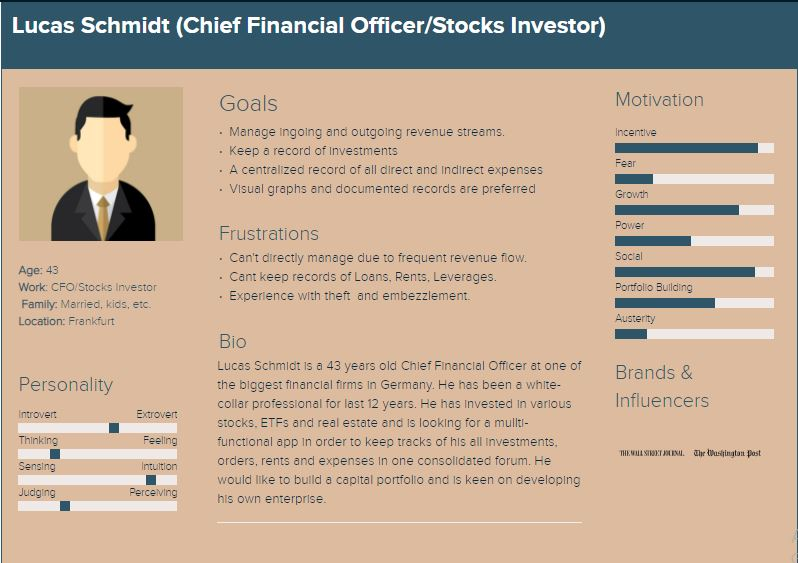 Lucas Schmidt (Chief Financial Officer/Stocks Investor)
Age: 43
Work: CFO/Stocks Investor
Family: Married, kids, etc.
Location: Frankfurt
Personality
Introvert Extrovert
Thinking Feeling
Sensing Intuition
Judging Perceiving
Goals
• Manage ingoing and outgoing revenue streams.
• Keep a record of investments
• A centralized record of all direct and indirect expenses
• Visual graphs and documented records are preferred
Frustrations
• Can't directly manage due to frequent revenue flow.
• Cant keep records of Loans, Rents, Leverages.
• Experience with theft and embezzlement.
Bio
Lucas Schmidt is a 43 years old Chief Financial Officer at one of
the biggest financial firms in Germany. He has been a white-
collar professional for last 12 years. He has invested in various
stocks, ETFs and real estate and is looking for a mullti-
functional app in order to keep tracks of his all investments,
orders, rents and expenses in one consolidated forum. He
would like to build a capital portfolio and is keen on developing
his own enterprise.
Motivation
Incentive
Fear
Growth
Power
Social
Portfolio Building
Austerity
Brands &
Influencers
THE WALL STREET JOURNAL. The Washington Post